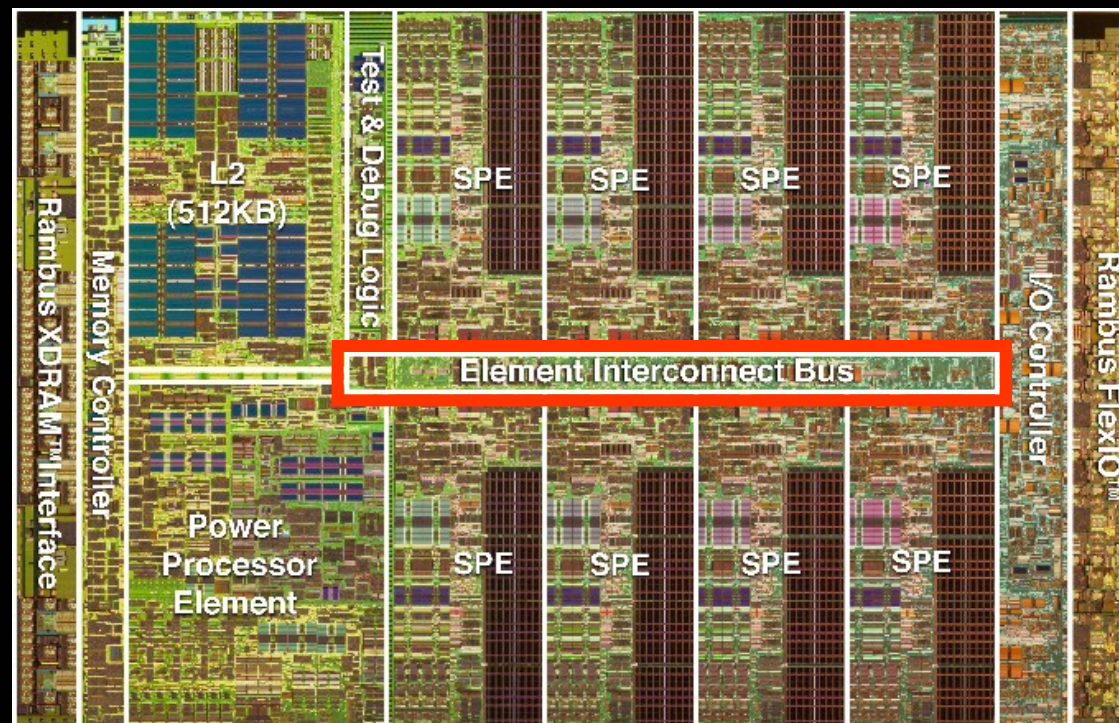 Rambus XDRAM™ Interface
Memory Controller
L2
(512KB)
Test & Debug Logic
SPE
SPE
SPE
SPE
I/O Controller
Rambus FlexIO™
Element Interconnect Bus
Power
Processor
Element
SPE
SPE
SPE
SPE